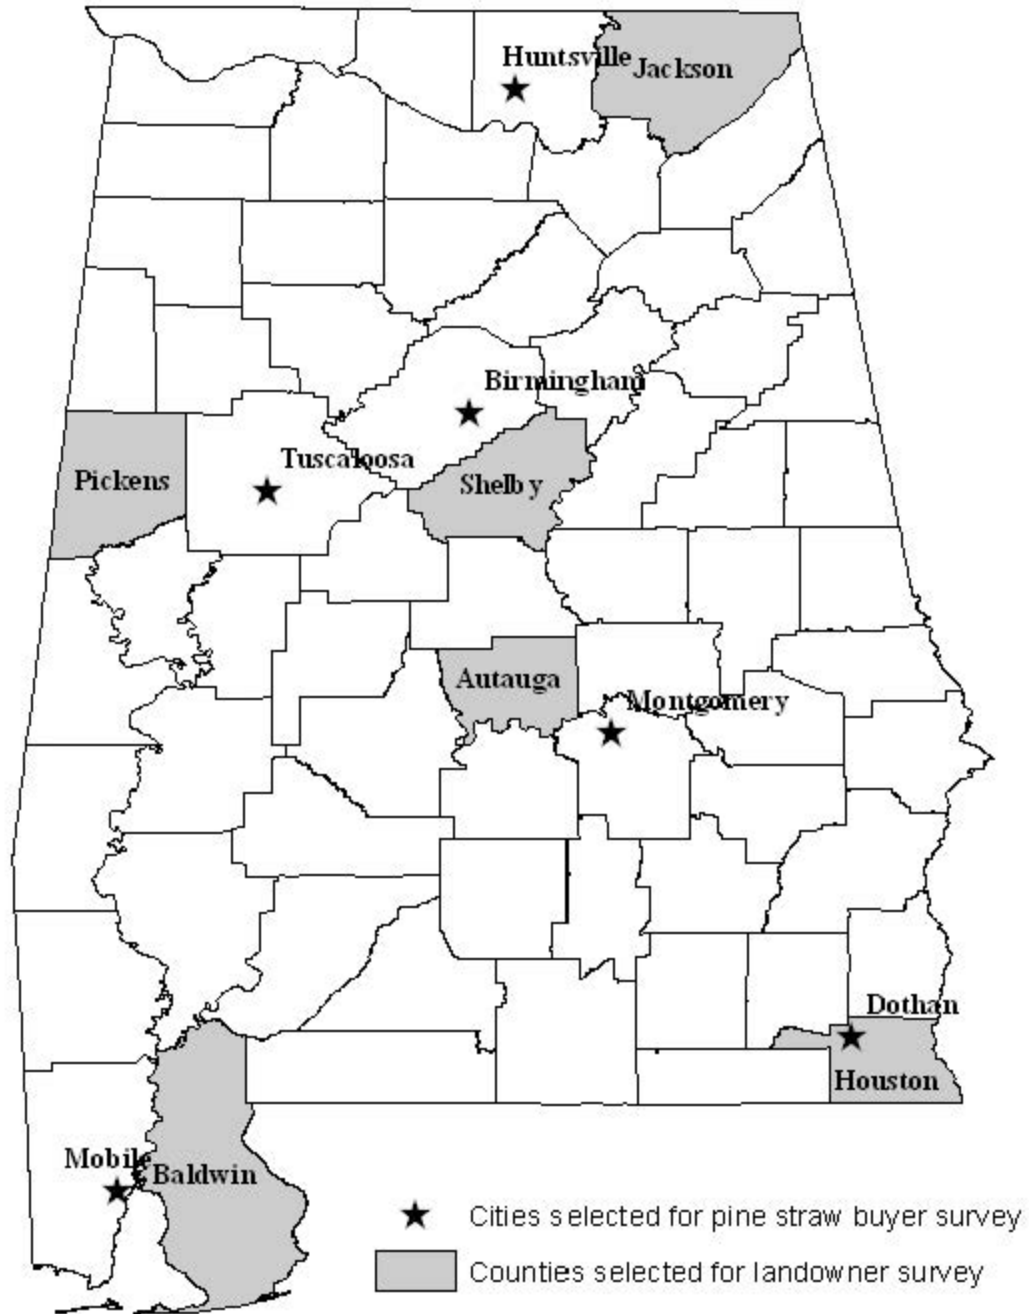 Huntsville
Jackson
Birmingham
Tuscaloosa
Pickens
Shelby
Autauga
Montgomery
Dothan
Houston
Mobile
Baldwin
Cities selected for pine straw buyer survey
Counties selected for landowner survey